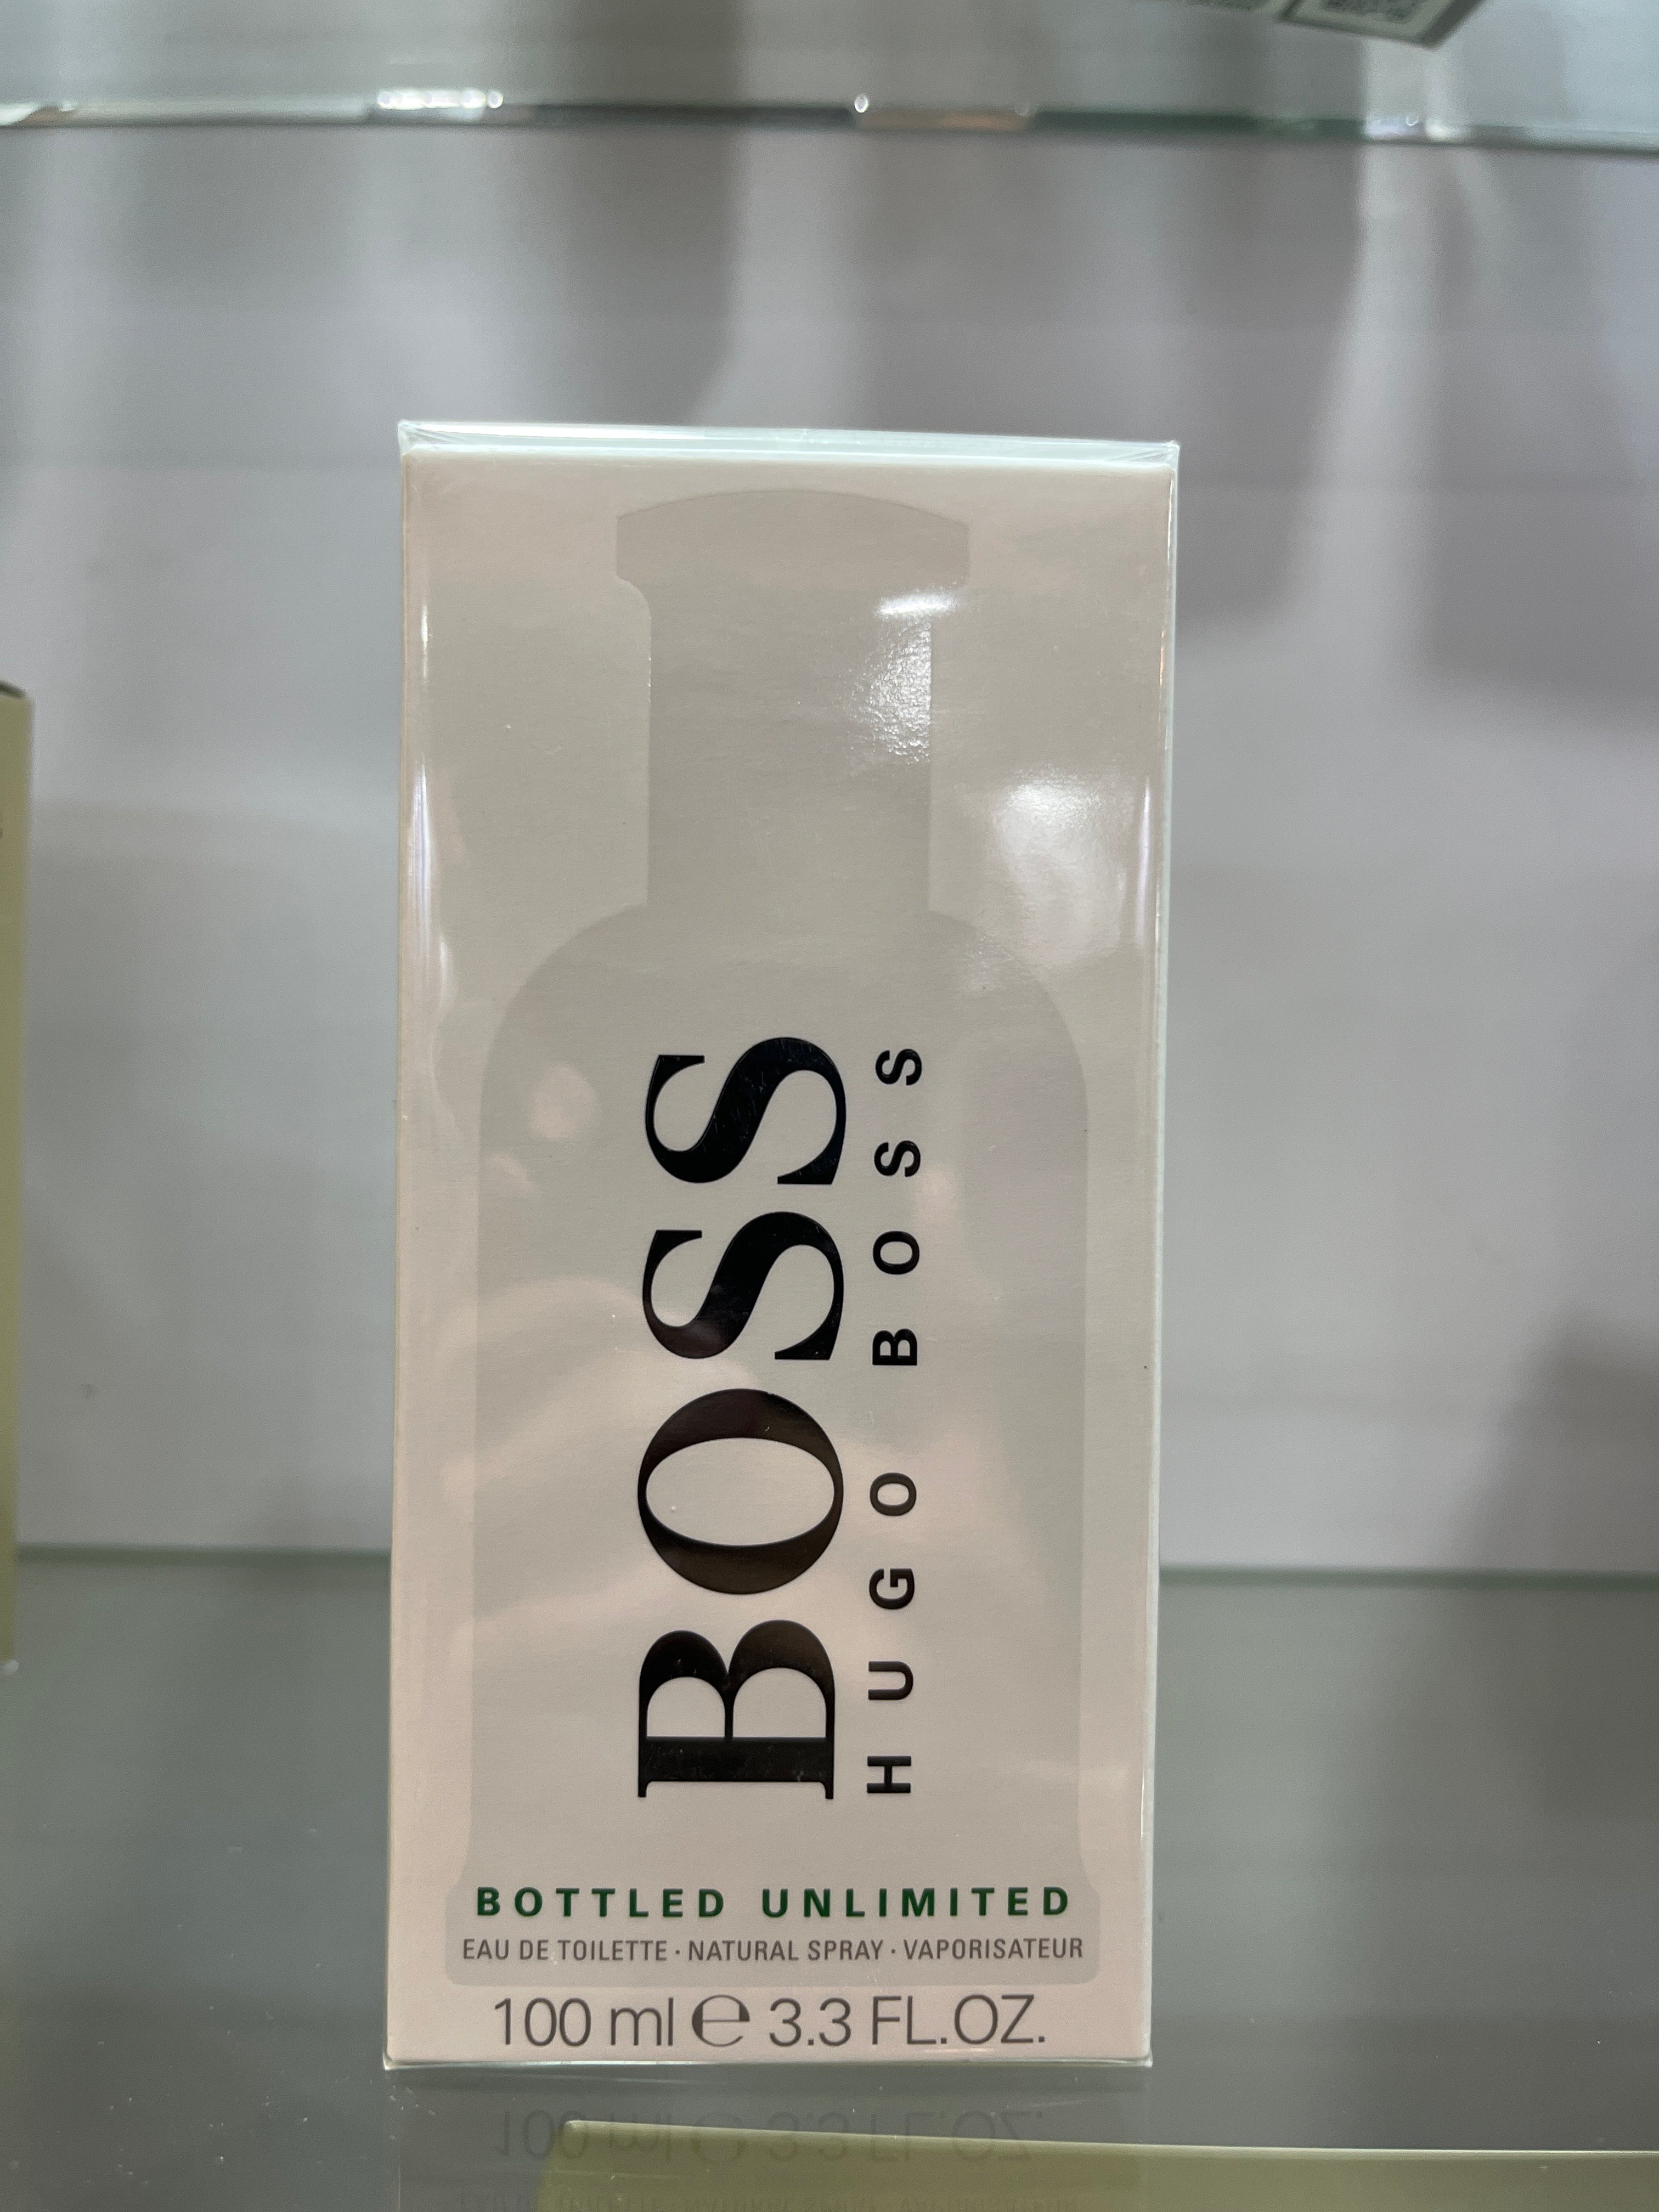 BOSS
HUGO BOSS
BOTTLED UNLIMITED
EAU DE TOILETTE · NATURAL SPRAY · VAPORISATEUR
100 ml ℮ 3.3 FL.OZ.